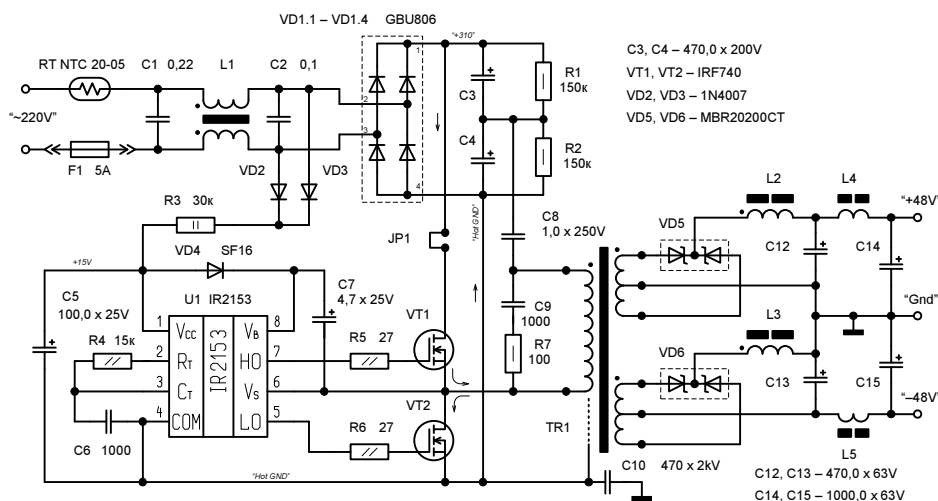 VD1.1 – VD1.4 GBU806
"+310"
RT NTC 20-05
C1 0,22
L1
C2 0,1
1
2
3
4
C3
C4
R1
150к
R2
150к
C3, C4 – 470,0 x 200V
VT1, VT2 – IRF740
VD2, VD3 – 1N4007
VD5, VD6 – MBR20200CT
"~220V"
F1 5A
VD2
VD3
R3 30к
"Hot GND"
C8
1,0 x 250V
JP1
VD4 SF16
+15V
C5
100,0 x 25V
U1 IR2153
C7
4,7 x 25V
R4 15к
1
2
3
4
VCC
RT
CT
COM
IR2153
VB
HO
VS
LO
8
7
6
5
C6 1000
R5 27
VT1
VT2
R6 27
C9
1000
R7
100
TR1
"Hot GND"
C10 470 x 2kV
L2
L4
"+48V"
VD5
C12
C14
"Gnd"
L3
VD6
C13
C15
"–48V"
L5
C12, C13 – 470,0 x 63V
C14, C15 – 1000,0 x 63V